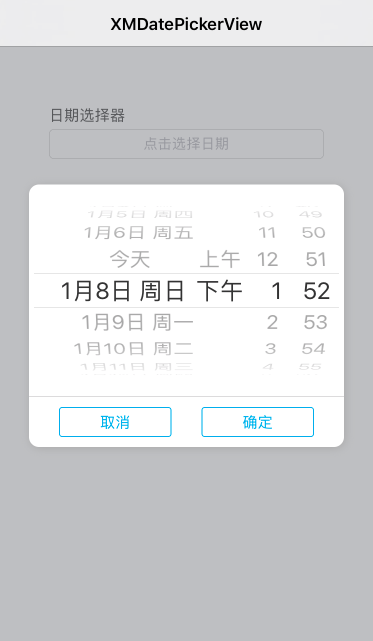 XMDatePickerView
日期选择器
点击选择日期
1月5日 周四 10 49
1月6日 周五 11 50
今天 上午 12 51
1月8日 周日 下午 1 52
1月9日 周一 2 53
1月10日 周二 3 54
1月11日 周三 4 55
取消 确定